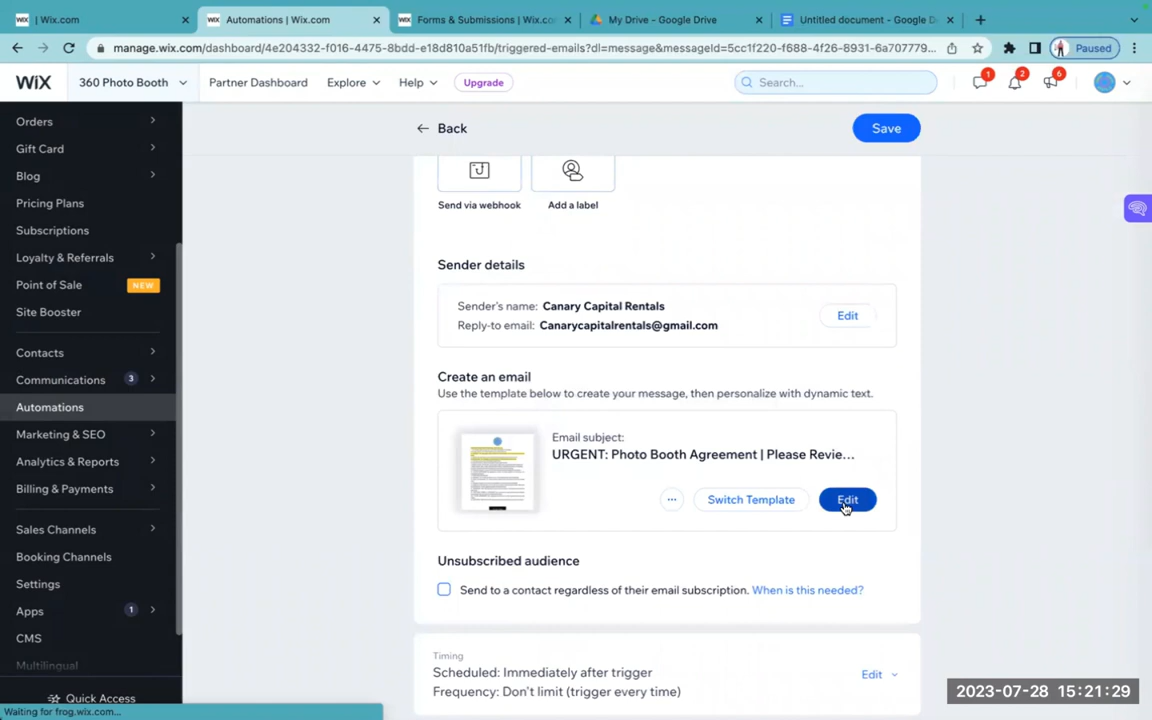 | Wix.com
Automations | Wix.com
Forms & Submissions | Wix.co
My Drive - Google Drive
Untitled document - Google D
manage.wix.com/dashboard/4e204332-f016-4475-8bdd-e18d810a51fb/triggered-emails?dl=message&messageId=5cc1f220-f688-4f26-8931-6a707779...
Paused
WIX
360 Photo Booth
Partner Dashboard
Explore
Help
Upgrade
Search...
1
2
6
Orders
Gift Card
Blog
Pricing Plans
Subscriptions
Loyalty & Referrals
Point of Sale
NEW
Site Booster
Contacts
Communications
3
Automations
Marketing & SEO
Analytics & Reports
Billing & Payments
Sales Channels
Booking Channels
Settings
Apps
1
CMS
Multilingual
Quick Access
Waiting for frog.wix.com...
Back
Save
Send via webhook
Add a label
Sender details
Sender's name: Canary Capital Rentals
Reply-to email: Canarycapitalrentals@gmail.com
Edit
Create an email
Use the template below to create your message, then personalize with dynamic text.
Email subject:
URGENT: Photo Booth Agreement | Please Revie...
Switch Template
Edit
Unsubscribed audience
Send to a contact regardless of their email subscription. When is this needed?
Timing
Scheduled: Immediately after trigger
Frequency: Don't limit (trigger every time)
Edit
2023-07-28 15:21:29